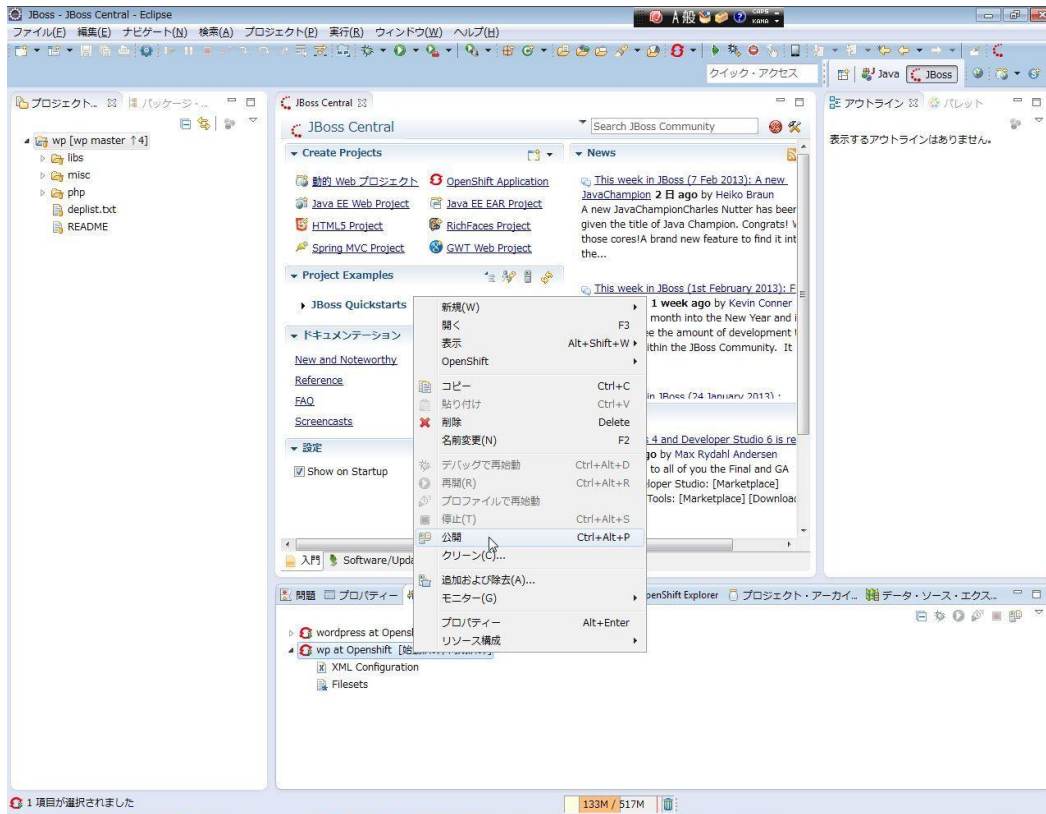 JBoss - JBoss Central - Eclipse
A 般
CAPS
KANA
ファイル(F) 編集(E) ナビゲート(N) 検索(A) プロジェクト(P) 実行(R) ウィンドウ(W) ヘルプ(H)
クイック・アクセス
Java JBoss
プロジェクト... パッケージ・...
wp [wp master ↑4]
libs
misc
php
deplist.txt
README
JBoss Central
JBoss Central
Search JBoss Community
Create Projects
動的 Web プロジェクト OpenShift Application
Java EE Web Project Java EE EAR Project
HTML5 Project RichFaces Project
Spring MVC Project GWT Web Project
Project Examples
JBoss Quickstarts
ドキュメンテーション
New and Noteworthy
Reference
FAQ
Screencasts
設定
Show on Startup
News
This week in JBoss (7 Feb 2013): A new
JavaChampion 2 日 ago by Heiko Braun
A new JavaChampionCharles Nutter has been
given the title of Java Champion. Congrats!
those cores!A brand new feature to find it
the...
This week in JBoss (1st February 2013):
1 week ago by Kevin Conner
month into the New Year and
the amount of development
within the JBoss Community. It
in JBoss (24 January 2013) :
4 and Developer Studio 6 is
by Max Rydahl Andersen
to all of you the Final and GA
Studio: [Marketplace]
Tools: [Marketplace]
入門 Software/Upda
新規(W)
開く F3
表示 Alt+Shift+W
OpenShift
コピー Ctrl+C
貼り付け Ctrl+V
削除 Delete
名前変更(N) F2
デバッグで再始動 Ctrl+Alt+D
再開(R) Ctrl+Alt+R
プロファイルで再始動
停止(T) Ctrl+Alt+S
公開 Ctrl+Alt+P
クリーン(C)...
追加および除去(A)...
モニター(G)
プロパティー Alt+Enter
リソース構成
アウトライン パレット
表示するアウトラインはありません。
問題 プロパティー OpenShift Explorer プロジェクト・アーカイ... データ・ソース・エクス...
wordpress at Opensl
wp at Openshift
XML Configuration
Filesets
1 項目が選択されました
133M / 517M